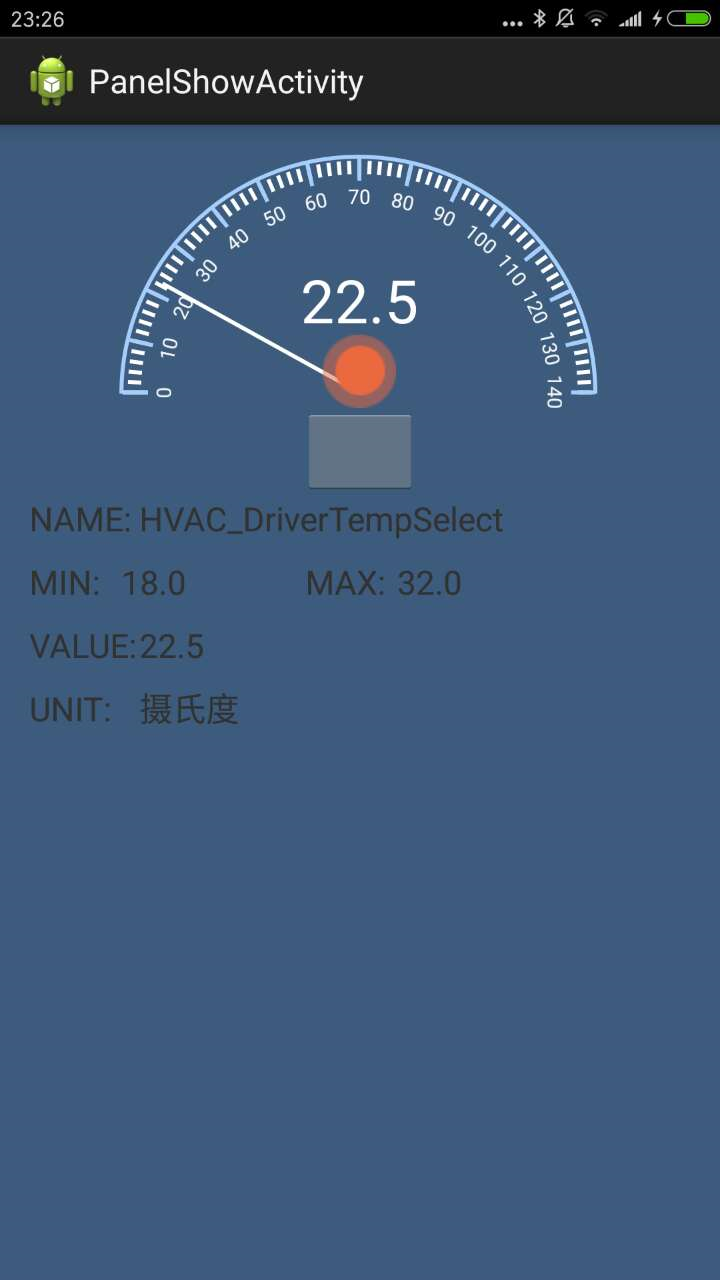 23:26
PanelShowActivity
0 10 20 30 40 50 60 70 80 90 100 110 120 130 140
22.5
NAME: HVAC_DriverTempSelect
MIN: 18.0 MAX: 32.0
VALUE:22.5
UNIT: 摄氏度